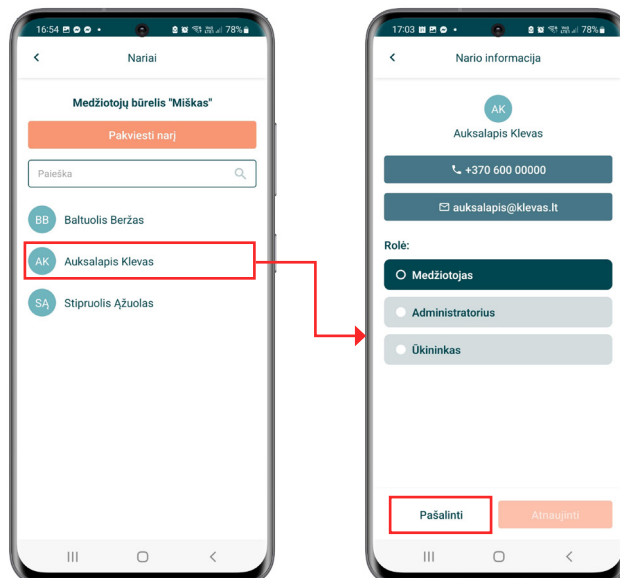 16:54
78%
Nariai
Medžiotojų būrelis "Miškas"
Pakviesti narį
Paieška
BB Baltuolis Beržas
AK Auksalapis Klevas
SĄ Stipruolis Ąžuolas
17:03
78%
Nario informacija
AK
Auksalapis Klevas
+370 600 00000
auksalapis@klevas.lt
Rolė:
Medžiotojas
Administratorius
Ūkininkas
Pašalinti
Atnaujinti